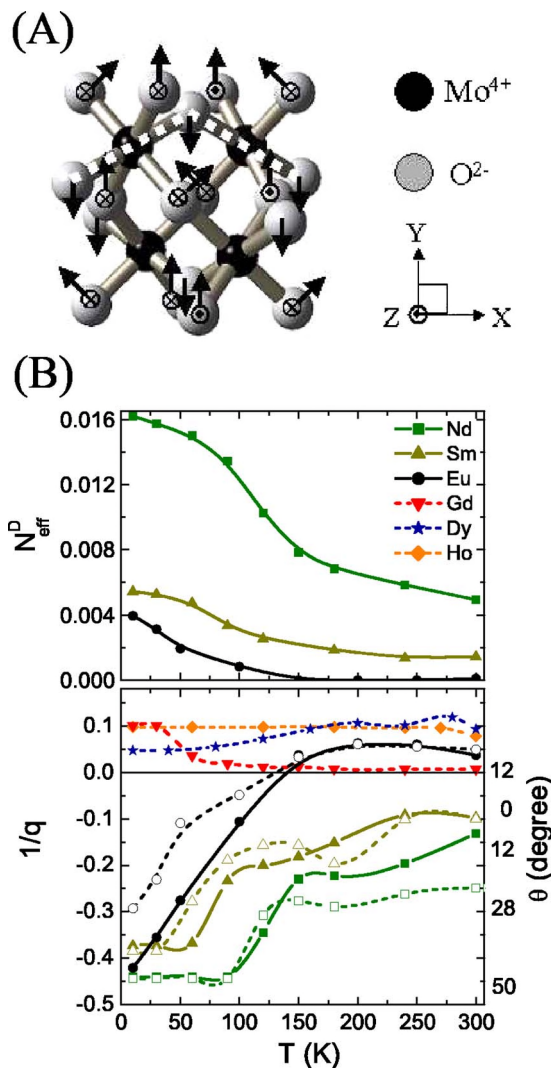 (A)
Mo4+
O2-
Y
Z X
(B)
0.016
0.012
0.008
0.004
0.000
N^D_eff
Nd
Sm
Eu
Gd
Dy
Ho
0.1
0.0
-0.1
-0.2
-0.3
-0.4
-0.5
1/q
12
0
12
28
50
θ (degree)
0 50 100 150 200 250 300
T (K)